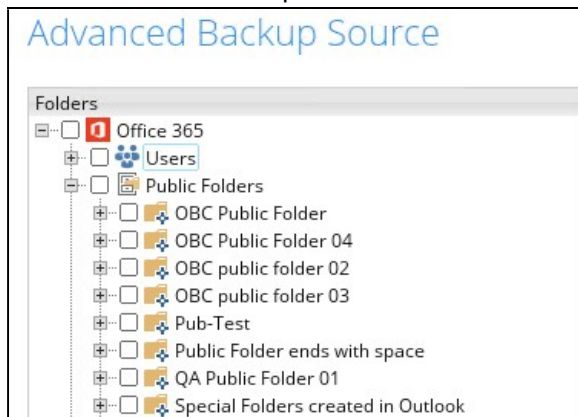 Advanced Backup Source
Folders
Office 365
Users
Public Folders
OBC Public Folder
OBC Public Folder 04
OBC public folder 02
OBC public folder 03
Pub-Test
Public Folder ends with space
QA Public Folder 01
Special Folders created in Outlook